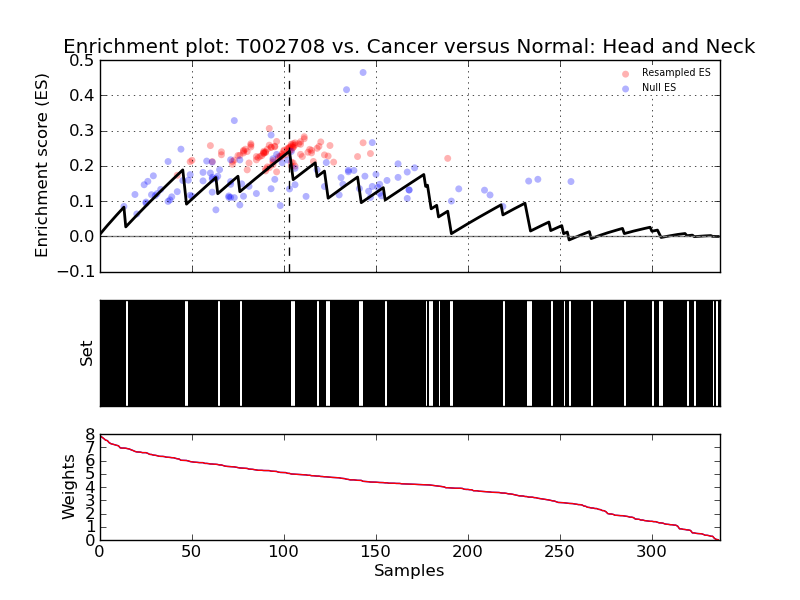 Enrichment plot: T002708 vs. Cancer versus Normal: Head and Neck
0.5
0.4
0.3
0.2
0.1
0.0
−0.1
Enrichment score (ES)
Resampled ES
Null ES
Set
8
7
6
5
4
3
2
1
0
Weights
0 50 100 150 200 250 300
Samples